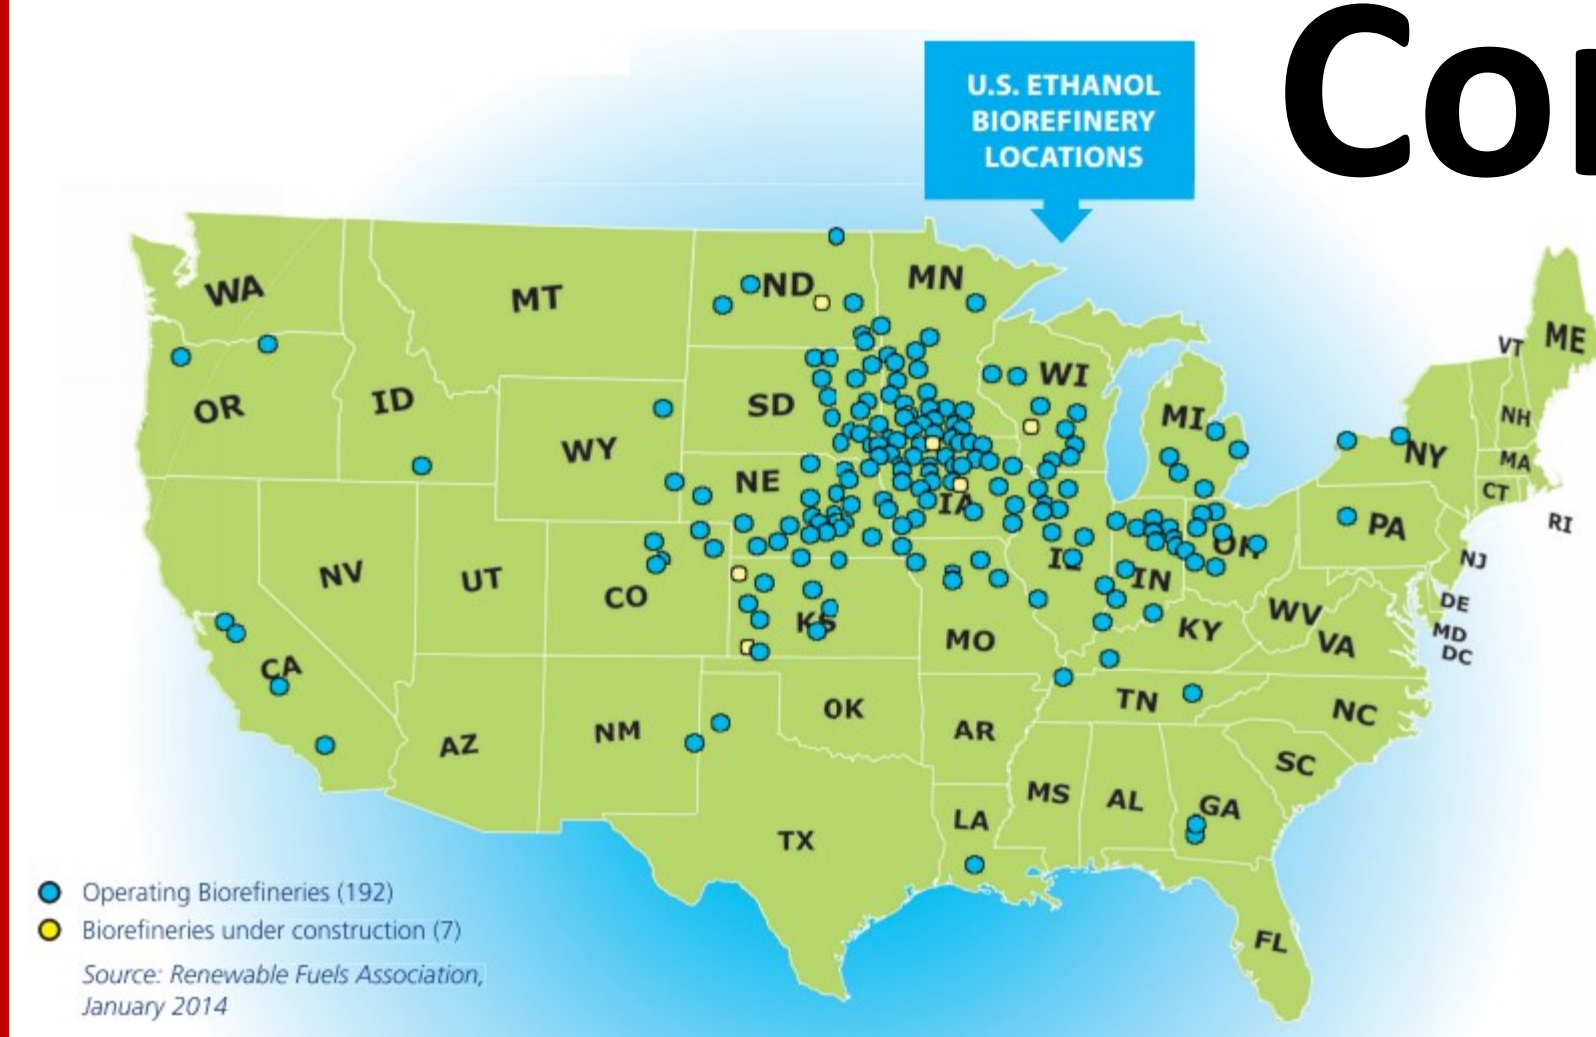 Cor
U.S. ETHANOL
BIOREFINERY
LOCATIONS
WA
MT
ND
MN
ME
VT
OR
ID
SD
WI
MI
NH
WY
NY
MA
NE
CT
IA
PA
RI
OH
NV
UT
CO
IL
IN
NJ
KS
WV
DE
CA
MO
KY
VA
MD
DC
AZ
NM
OK
AR
TN
NC
SC
TX
LA
MS
AL
GA
FL
Operating Biorefineries (192)
Biorefineries under construction (7)
Source: Renewable Fuels Association,
January 2014